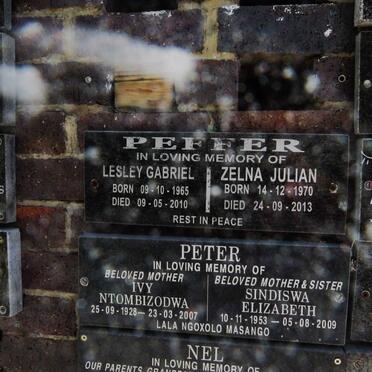 PEFFER
IN LOVING MEMORY OF
LESLEY GABRIEL
BORN 09-10-1965
DIED 09-05-2010
ZELNA JULIAN
BORN 14-12-1970
DIED 24-09-2013
REST IN PEACE
PETER
IN LOVING MEMORY OF
BELOVED MOTHER
IVY
NTOMBIZODWA
25-09-1928 - 23-03-2007
BELOVED MOTHER & SISTER
SINDISWA
ELIZABETH
10-11-1953 - 05-08-2009
LALA NGOXOLO MASANGO
NEL
IN LOVING MEMORY OF
OUR PARENTS